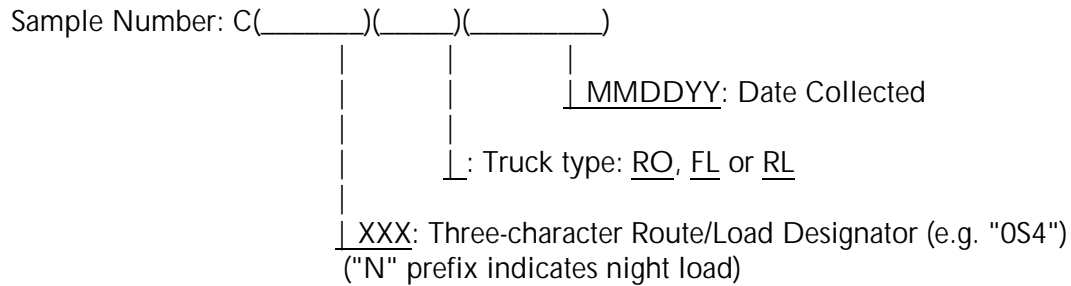 Sample Number: C(_______)(_____)(_________)
| | |
| | | MMDDYY: Date Collected
| |
| | : Truck type: RO, FL or RL
|
| XXX: Three-character Route/Load Designator (e.g. "0S4")
("N" prefix indicates night load)